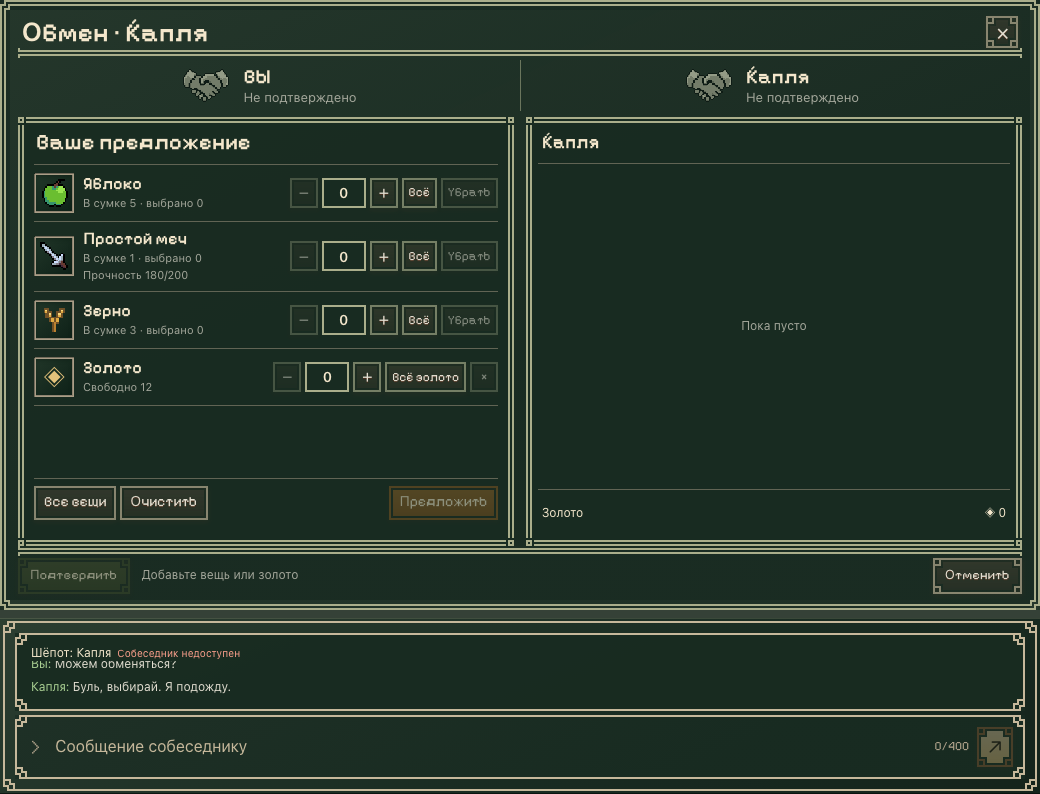 Обмен · Капля
×
Вы
Не подтверждено
Капля
Не подтверждено
Ваше предложение
Яблоко
В сумке 5 · выбрано 0
− 0 + Всё Убрать
Простой меч
В сумке 1 · выбрано 0
Прочность 180/200
− 0 + Всё Убрать
Зерно
В сумке 3 · выбрано 0
− 0 + Всё Убрать
Золото
Свободно 12
− 0 + Всё золото ×
Все вещи Очистить Предложить
Капля
Пока пусто
Золото 0
Подтвердить Добавьте вещь или золото Отменить
Шёпот: Капля Собеседник недоступен
Вы: Можем обменяться?
Капля: Буль, выбирай. Я подожду.
Сообщение собеседнику 0/400